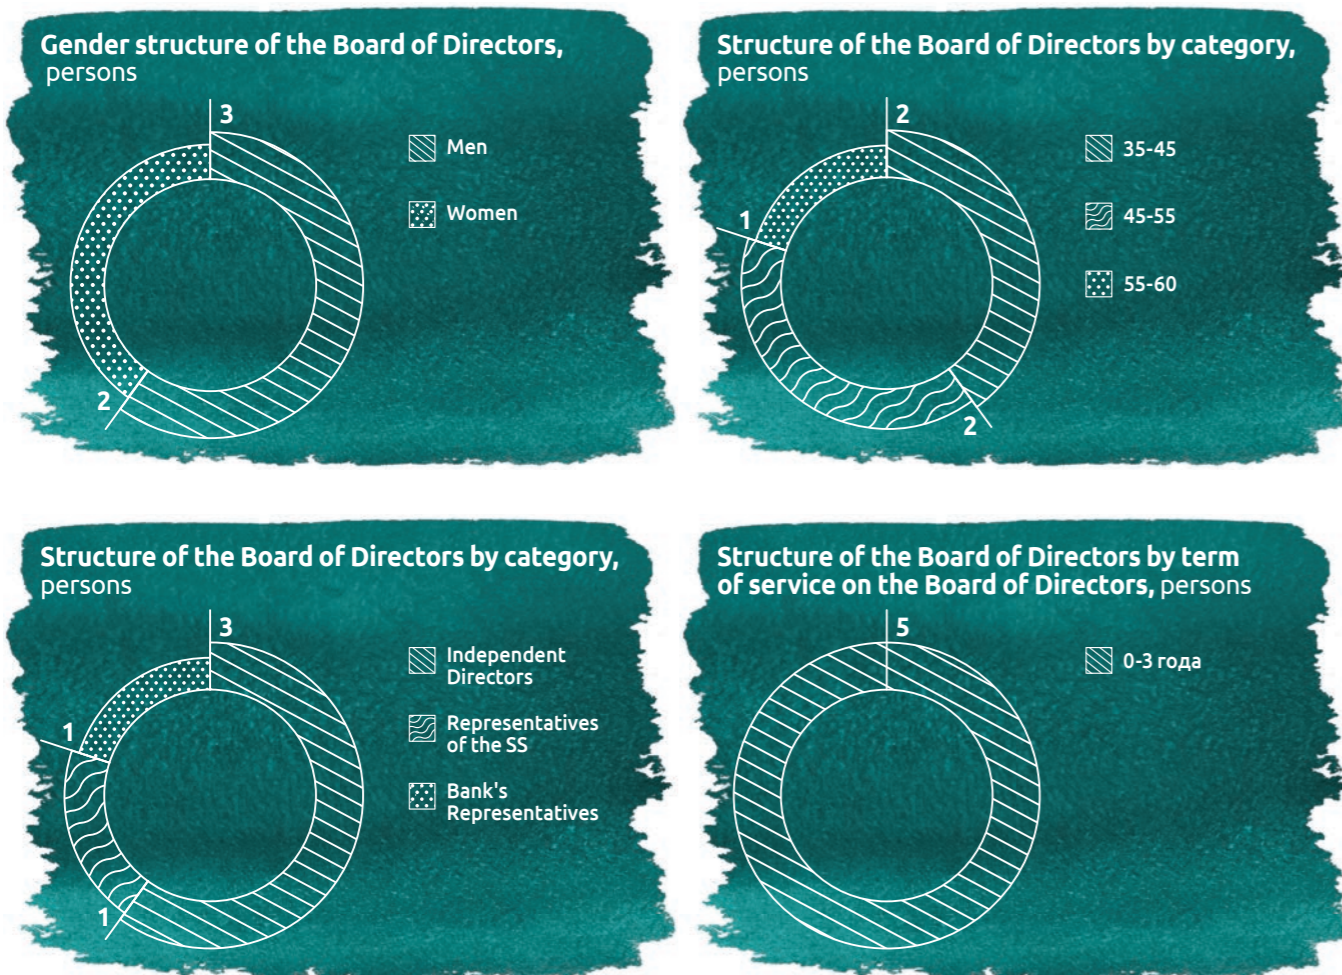 Gender structure of the Board of Directors,
persons
3
Men
Women
2
Structure of the Board of Directors by category,
persons
2
35-45
1
45-55
55-60
2
Structure of the Board of Directors by category,
persons
3
Independent
Directors
1
Representatives
of the SS
Bank's
Representatives
1
Structure of the Board of Directors by term
of service on the Board of Directors, persons
5
0-3 года